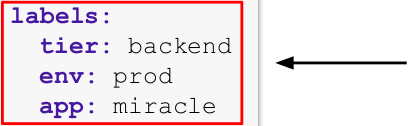 labels:
  tier: backend
  env: prod
  app: miracle